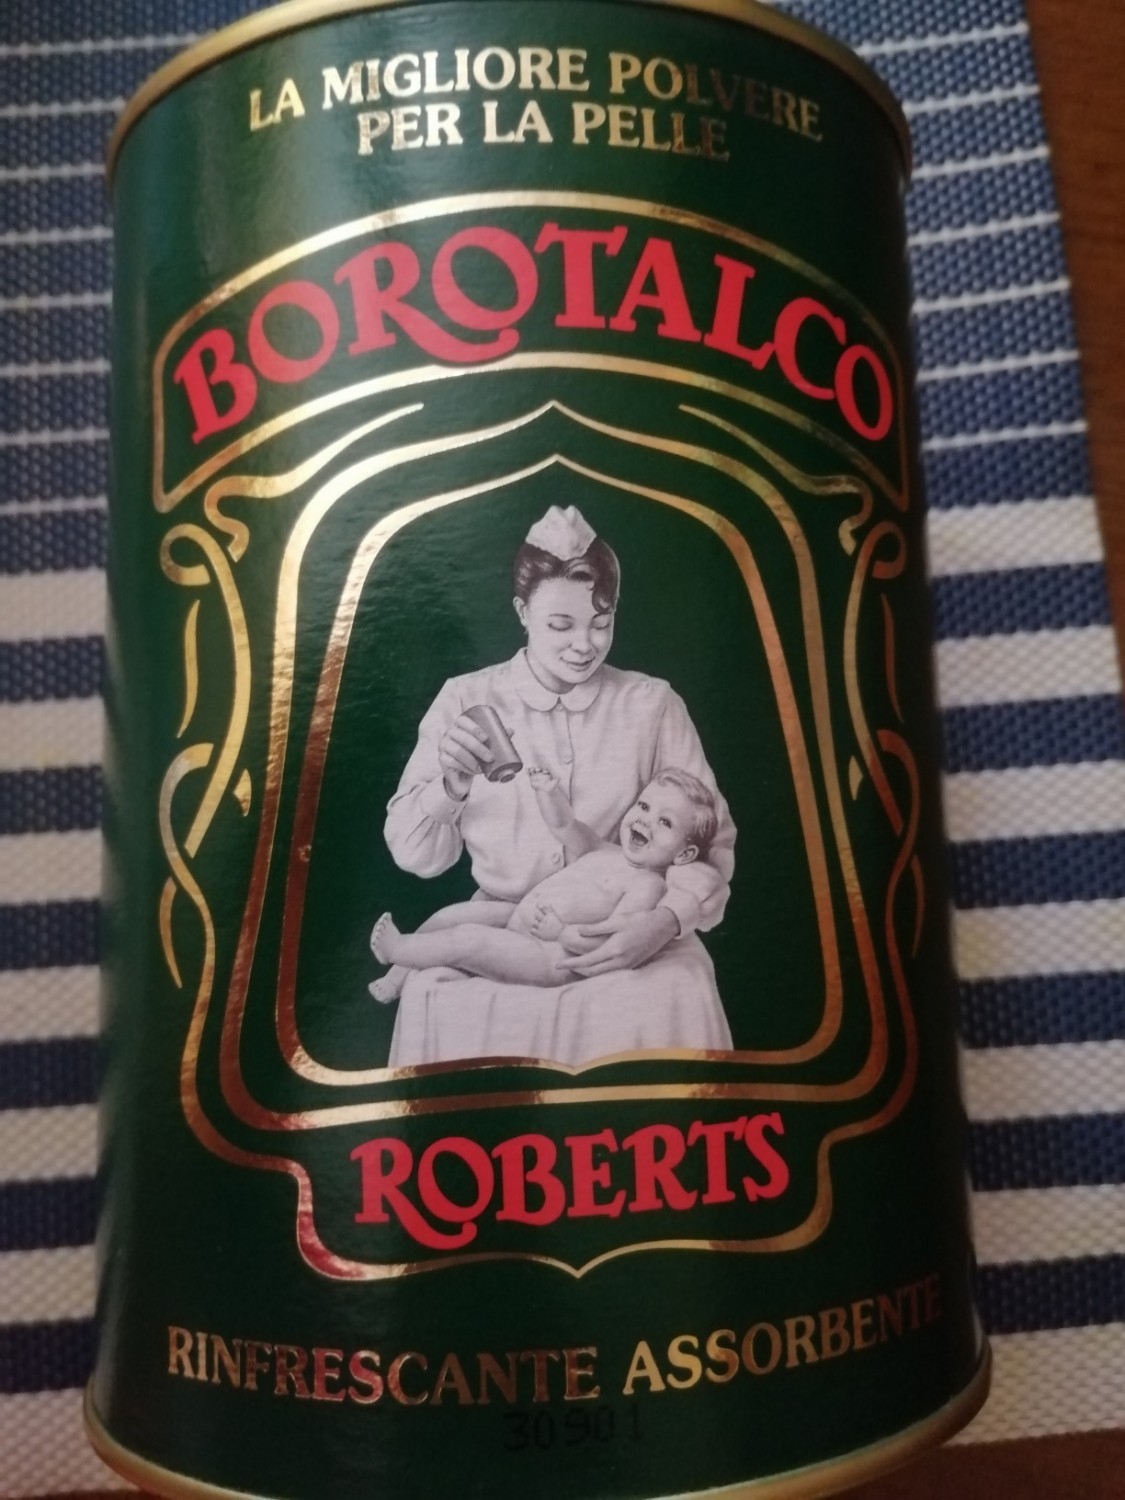 LA MIGLIORE POLVERE
PER LA PELLE
BOROTALCO
ROBERTS
RINFRESCANTE ASSORBENTE
30901